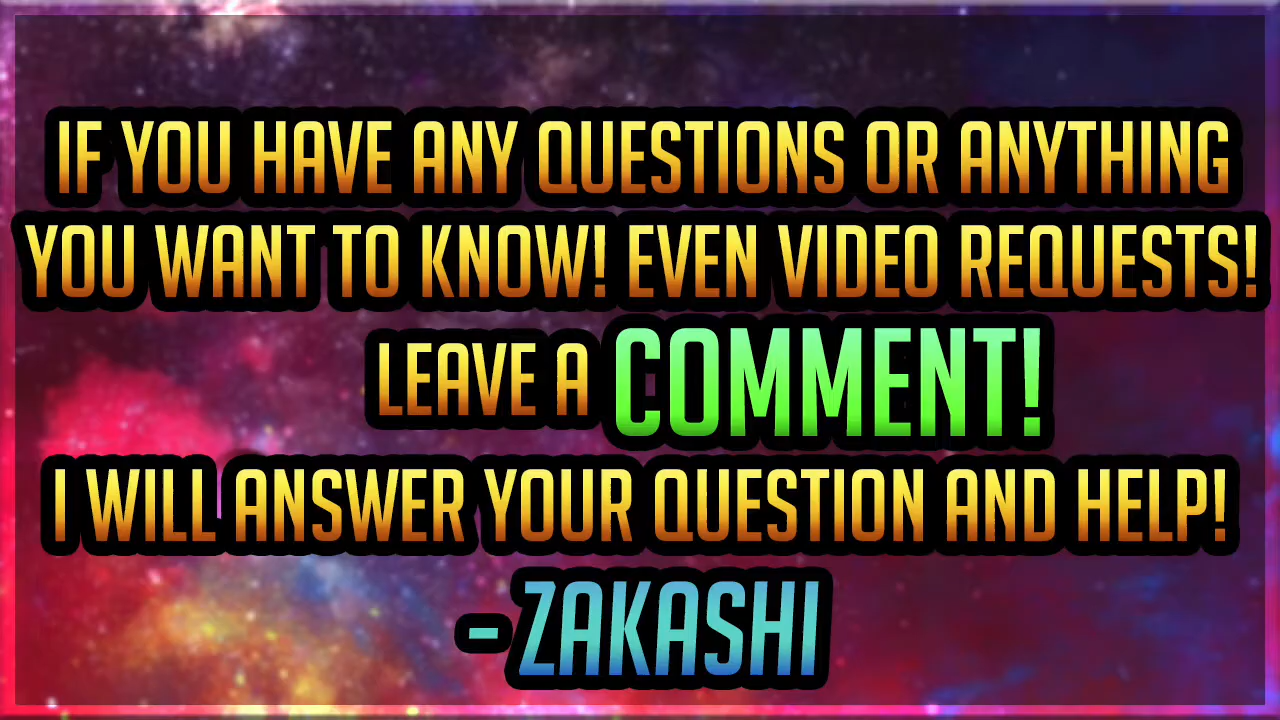 IF YOU HAVE ANY QUESTIONS OR ANYTHING
YOU WANT TO KNOW! EVEN VIDEO REQUESTS!
LEAVE A COMMENT!
I WILL ANSWER YOUR QUESTION AND HELP!
- ZAKASHI